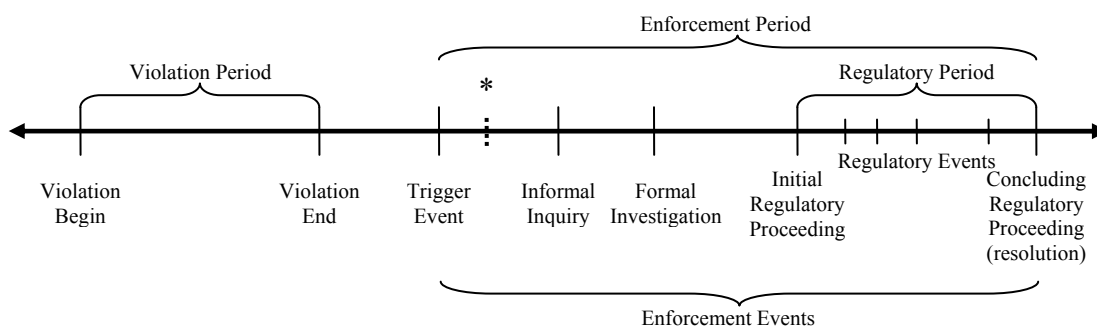 Enforcement Period
Violation Period
Regulatory Period
*
Regulatory Events
Violation
Begin
Violation
End
Trigger
Event
Informal
Inquiry
Formal
Investigation
Initial
Regulatory
Proceeding
Concluding
Regulatory
Proceeding
(resolution)
Enforcement Events